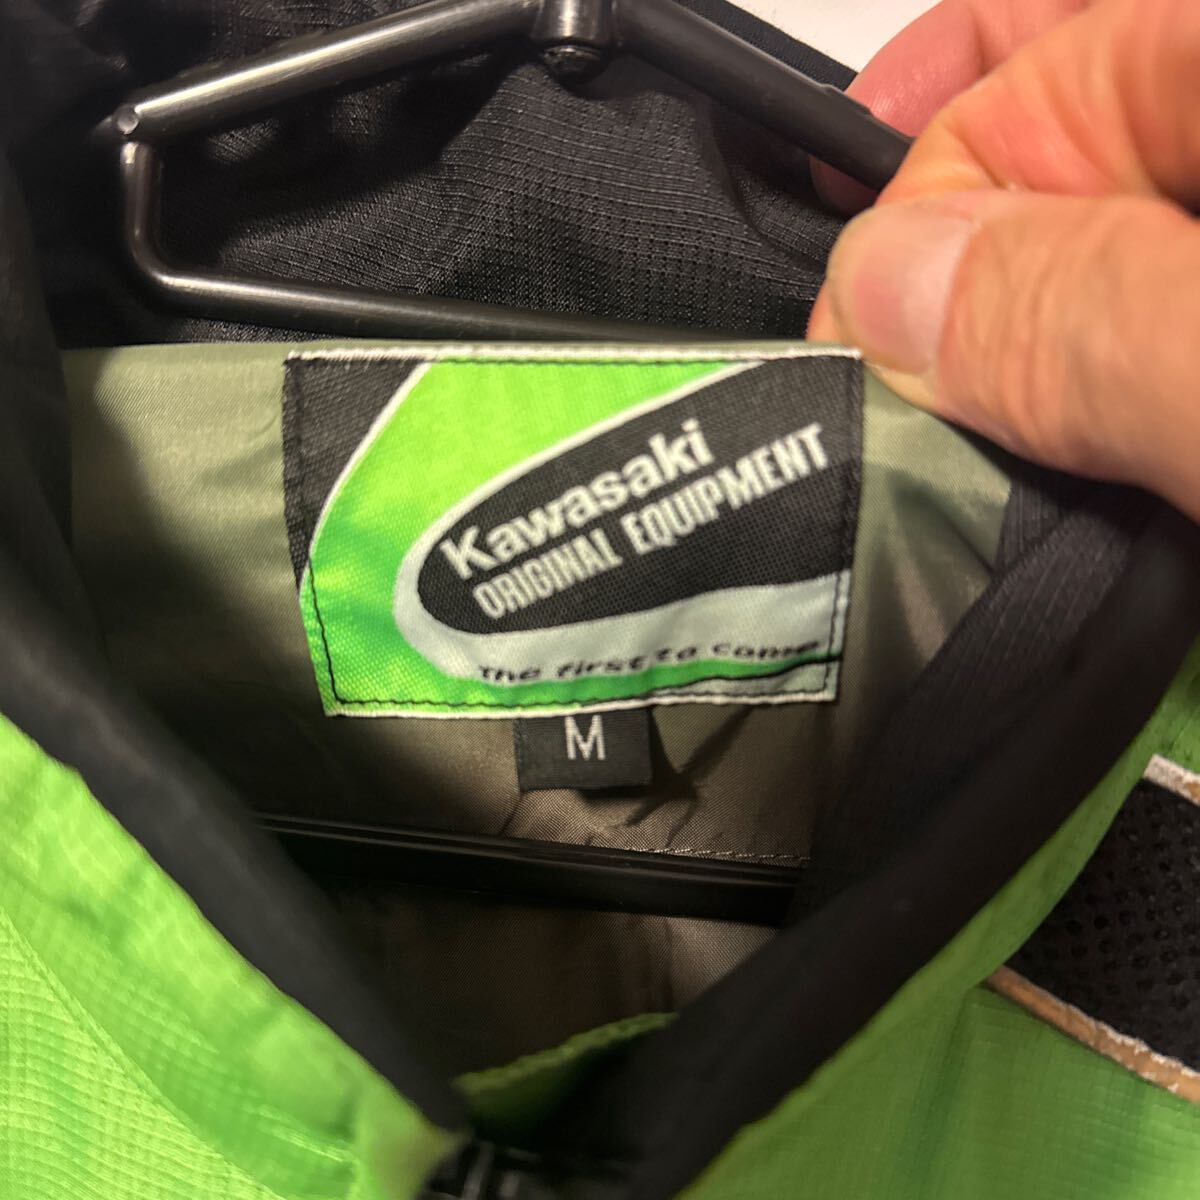 Kawasaki
ORIGINAL EQUIPMENT
The first to come
M